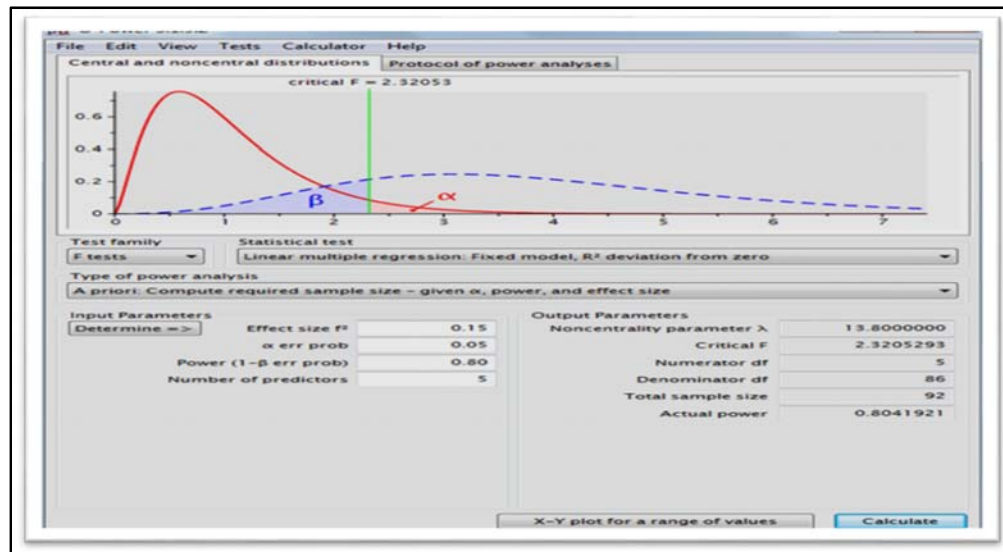 File Edit View Tests Calculator Help
Central and noncentral distributions Protocol of power analyses
critical F = 2.32053
0.6
0.4
0.2
0
β
α
0 1 2 3 4 5 6 7
Test family Statistical test
F tests Linear multiple regression: Fixed model, R² deviation from zero
Type of power analysis
A priori: Compute required sample size – given α, power, and effect size
Input Parameters Output Parameters
Determine => Effect size f² 0.15 Noncentrality parameter λ 13.8000000
α err prob 0.05 Critical F 2.3205293
Power (1-β err prob) 0.80 Numerator df 5
Number of predictors 5 Denominator df 86
Total sample size 92
Actual power 0.8041921
X-Y plot for a range of values Calculate